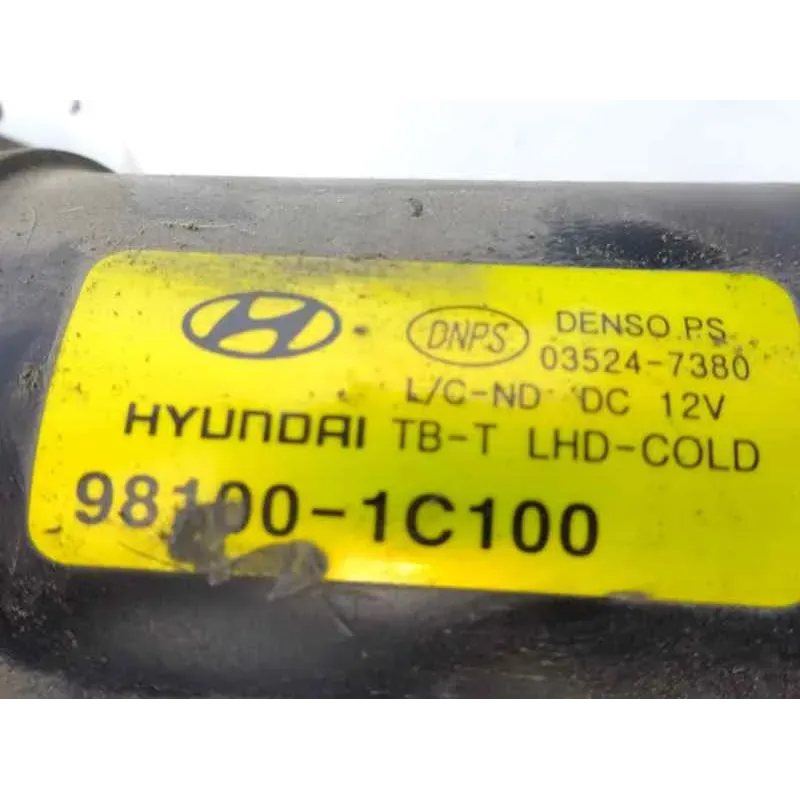 DNPS DENSO PS
03524-7380
L/C-ND DC 12V
HYUNDAI TB-T LHD-COLD
98100-1C100